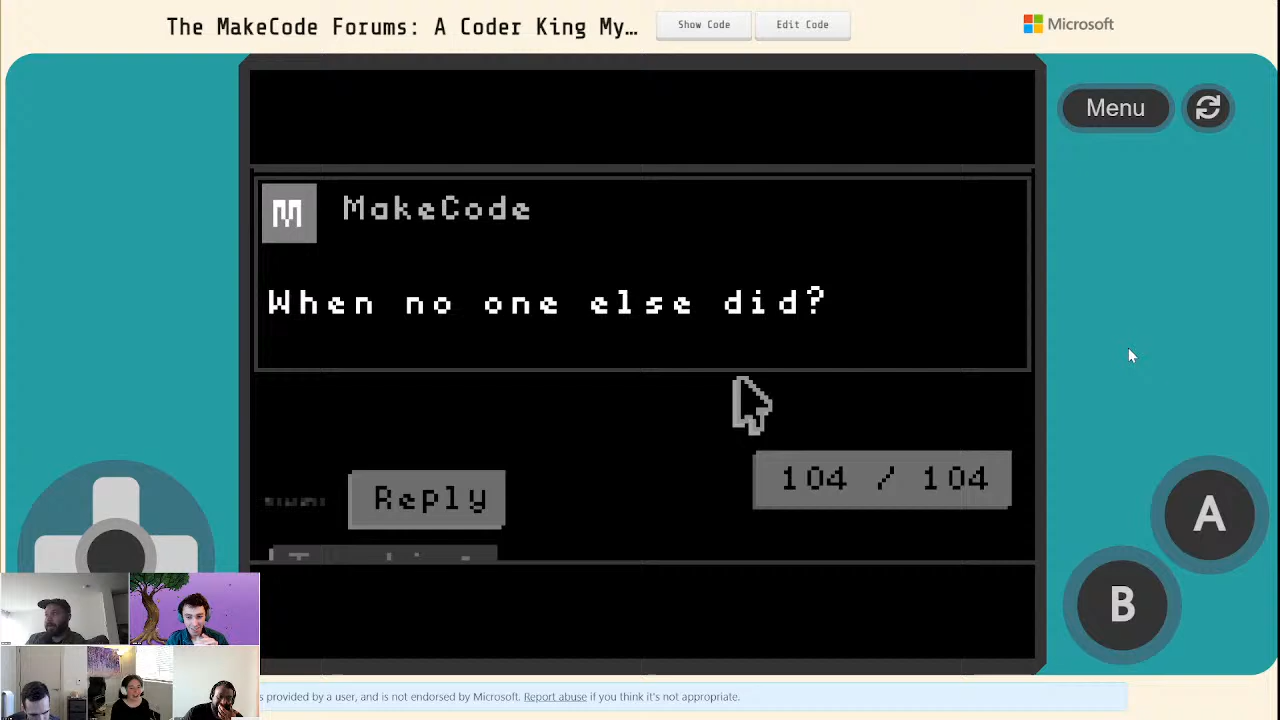 The MakeCode Forums: A Coder King My...
Show Code
Edit Code
Microsoft
Menu
M
MakeCode
When no one else did?
104 / 104
Reply
A
B
s provided by a user, and is not endorsed by Microsoft. Report abuse if you think it's not appropriate.